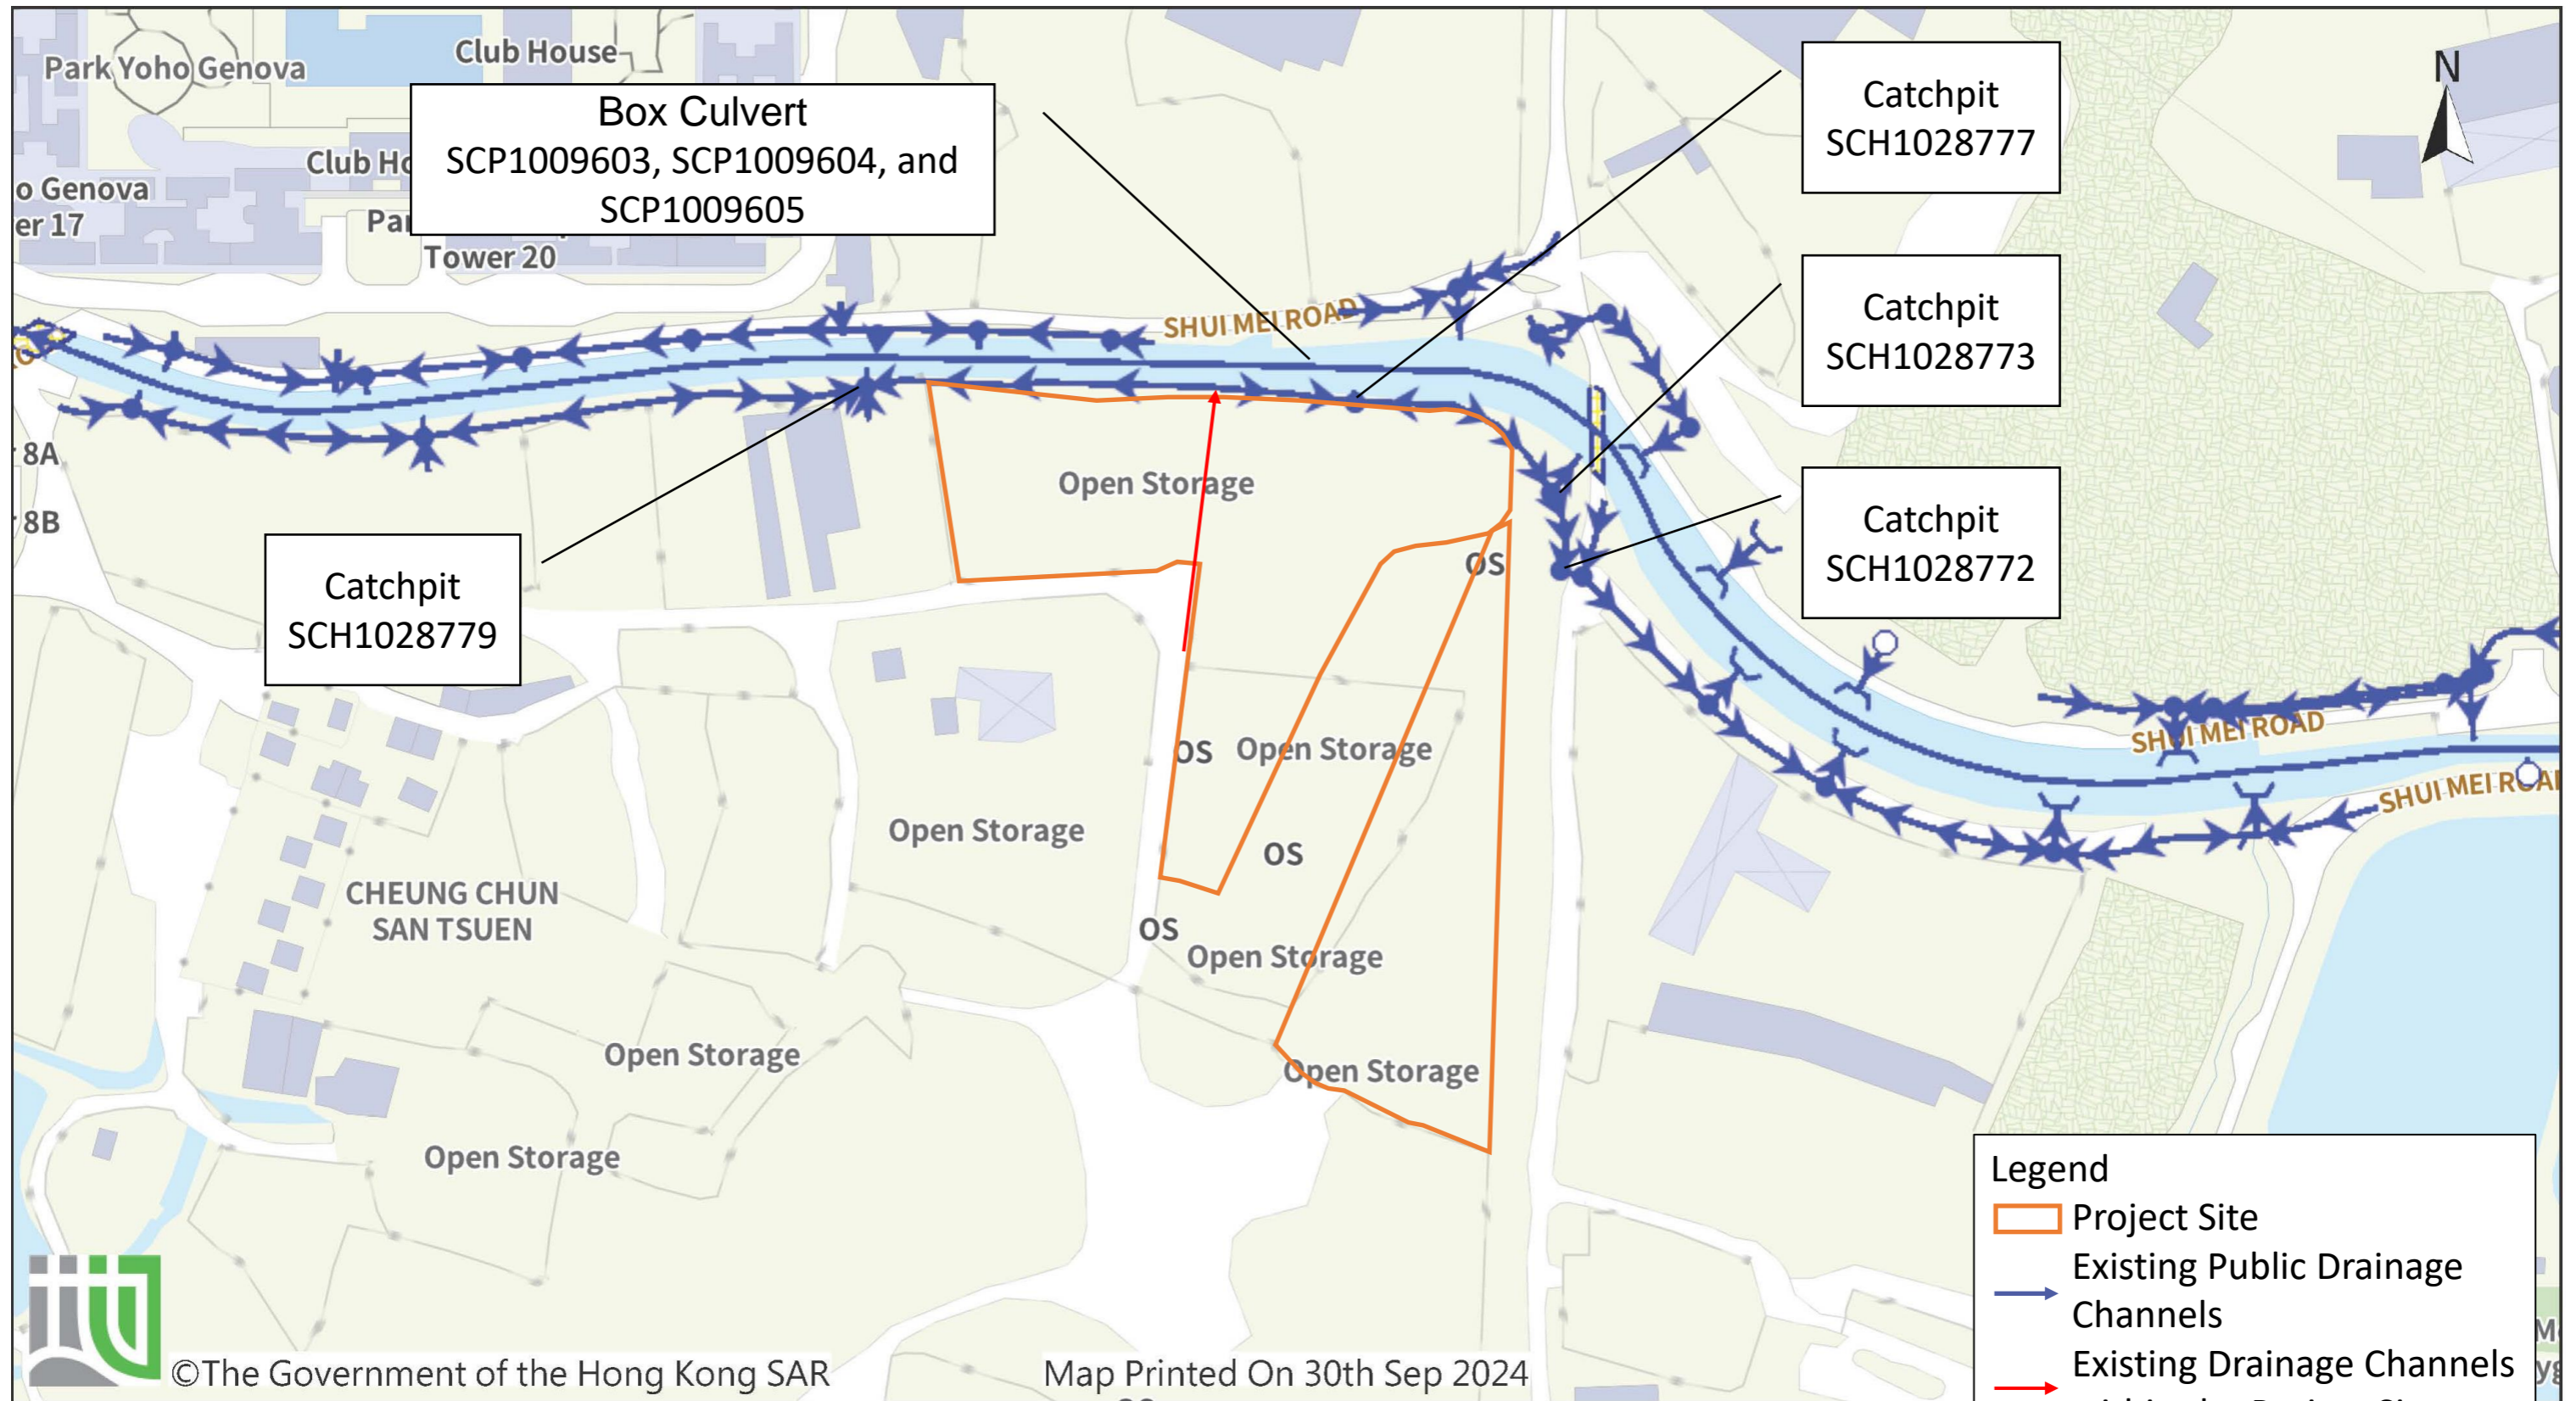 Park Yoho Genova
Club House
Box Culvert
SCP1009603, SCP1009604, and
SCP1009605
Catchpit
SCH1028777
N
Club Ho
o Genova
er 17
Par
Tower 20
Catchpit
SCH1028773
SHUI MEI ROAD
8A
8B
Open Storage
Catchpit
SCH1028772
OS
Catchpit
SCH1028779
SHUI MEI ROAD
SHUI MEI ROA
OS
Open Storage
Open Storage
OS
CHEUNG CHUN
SAN TSUEN
OS
Open Storage
Open Storage
Open Storage
Open Storage
Legend
Project Site
Existing Public Drainage
Channels
Existing Drainage Channels
©The Government of the Hong Kong SAR
Map Printed On 30th Sep 2024